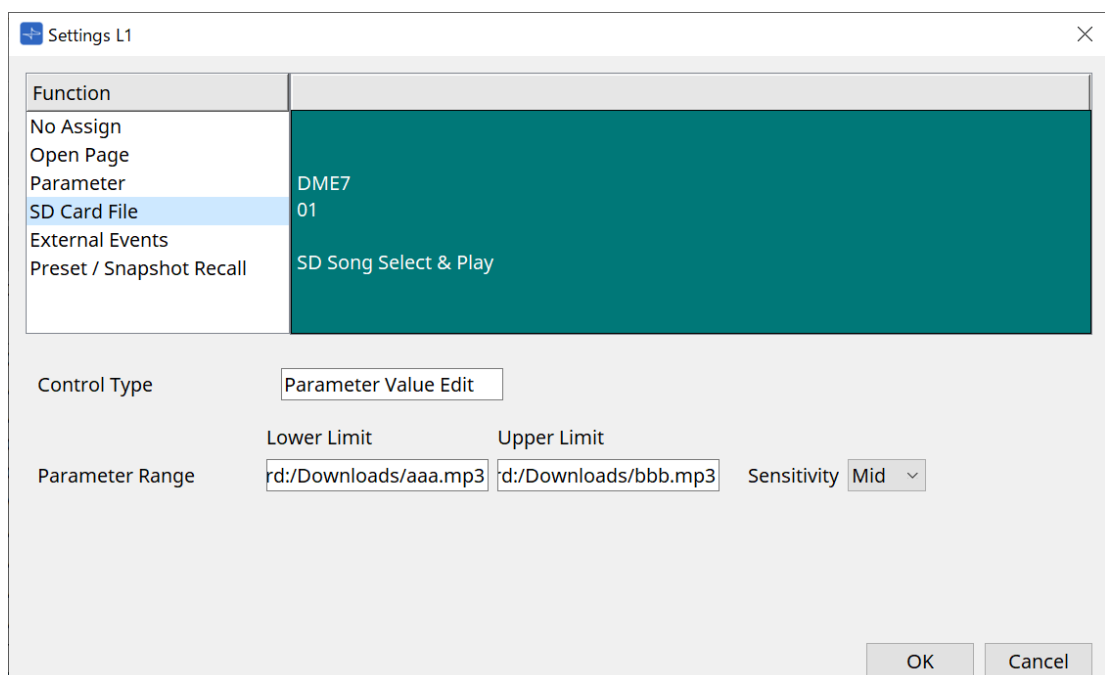 Settings L1
Function
No Assign
Open Page
Parameter
SD Card File
External Events
Preset / Snapshot Recall
DME7
01
SD Song Select & Play
Control Type
Parameter Value Edit
Lower Limit
Upper Limit
Parameter Range
rd:/Downloads/aaa.mp3
rd:/Downloads/bbb.mp3
Sensitivity
Mid
OK
Cancel